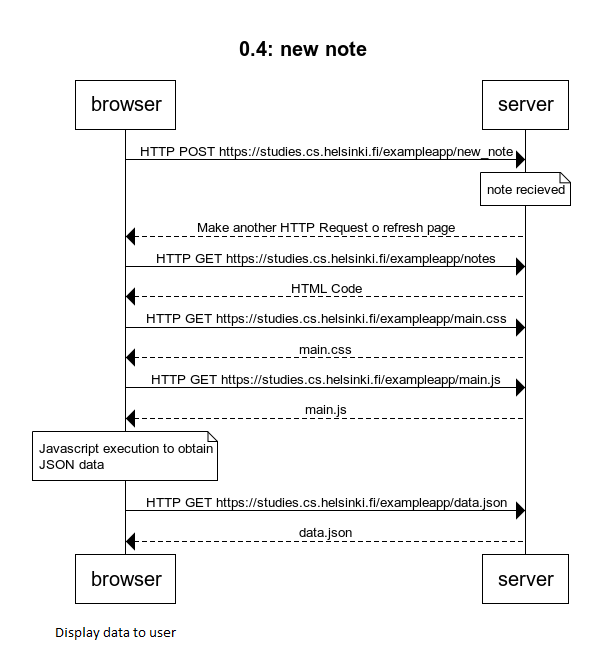 0.4: new note
browser
server
HTTP POST https://studies.cs.helsinki.fi/exampleapp/new_note
note recieved
Make another HTTP Request o refresh page
HTTP GET https://studies.cs.helsinki.fi/exampleapp/notes
HTML Code
HTTP GET https://studies.cs.helsinki.fi/exampleapp/main.css
main.css
HTTP GET https://studies.cs.helsinki.fi/exampleapp/main.js
main.js
Javascript execution to obtain
JSON data
HTTP GET https://studies.cs.helsinki.fi/exampleapp/data.json
data.json
browser
server
Display data to user